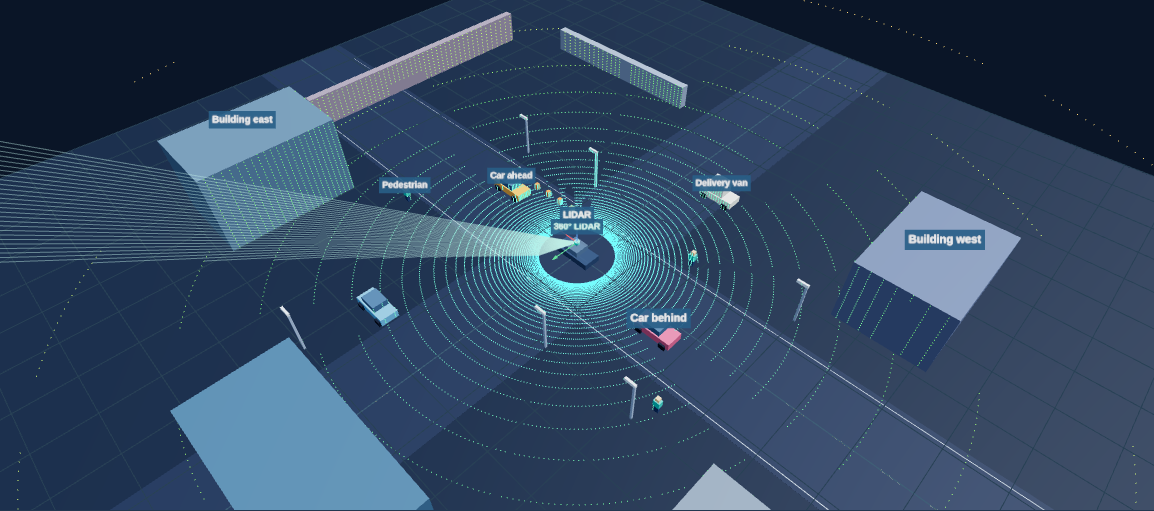 Building east
Pedestrian
Car ahead
Delivery van
LIDAR
360° LIDAR
Building west
Car behind